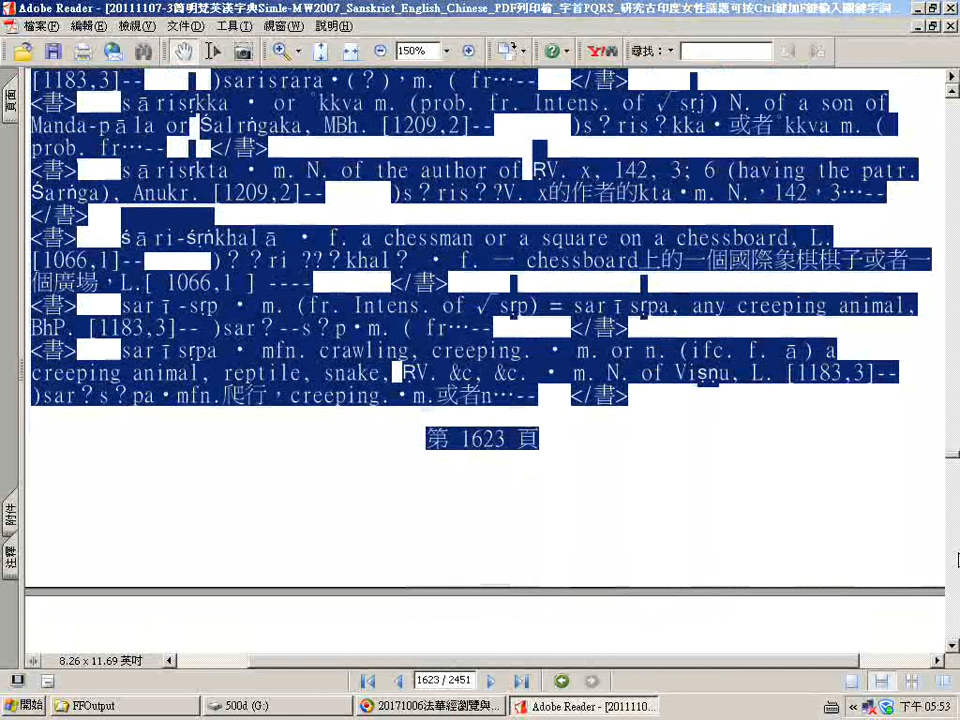 Adobe Reader - [20111107-3簡明梵英漢字典Simle-MW2007_Sanskrict_English_Chinese_PDF列印檔_字首PQRS_研究古印度女性議題可按Ctrl鍵加F鍵輸入關鍵字詞...
檔案(F) 編輯(E) 檢視(V) 文件(D) 工具(T) 視窗(W) 說明(H)
150% Y! 尋找：
頁面
附件
注釋
[1183,3]-- )sarisrara‧(？)，m. ( fr…-- </書>
<書> sārisṛkka ‧ or °kkva m. (prob. fr. Intens. of √sṛj) N. of a son of
Manda-pāla or Śalrṅgaka, MBh. [1209,2]-- )s？ris？kka‧或者°kkva m. (
prob. fr…-- </書>
<書> sārisṛkta ‧ m. N. of the author of ṚV. x, 142, 3; 6 (having the patr.
Śarṅga), Anukr. [1209,2]-- )s？ris？?V. x的作者的kta‧m. N.，142，3…--
</書>
<書> śāri-śṛṅkhalā ‧ f. a chessman or a square on a chessboard, L.
[1066,1]-- )？？ri ???khal？ ‧ f. 一 chessboard上的一個國際象棋棋子或者一
個廣場，L.[ 1066,1 ] ---- </書>
<書> sarī-sṛp ‧ m. (fr. Intens. of √sṛp) = sarīsṛpa, any creeping animal,
BhP. [1183,3]-- )sar？--s？p‧m. ( fr…-- </書>
<書> sarīsṛpa ‧ mfn. crawling, creeping. ‧ m. or n. (ifc. f. ā) a
creeping animal, reptile, snake, ṚV. &c, &c. ‧ m. N. of Viṣṇu, L. [1183,3]--
)sar？s？pa‧mfn.爬行，creeping.‧m.或者n…-- </書>
第 1623 頁
8.26 x 11.69 英吋
1623 / 2451
開始 FFOutput 500d (G:) 20171006法華經瀏覽與... Adobe Reader - [2011110... 下午 05:53